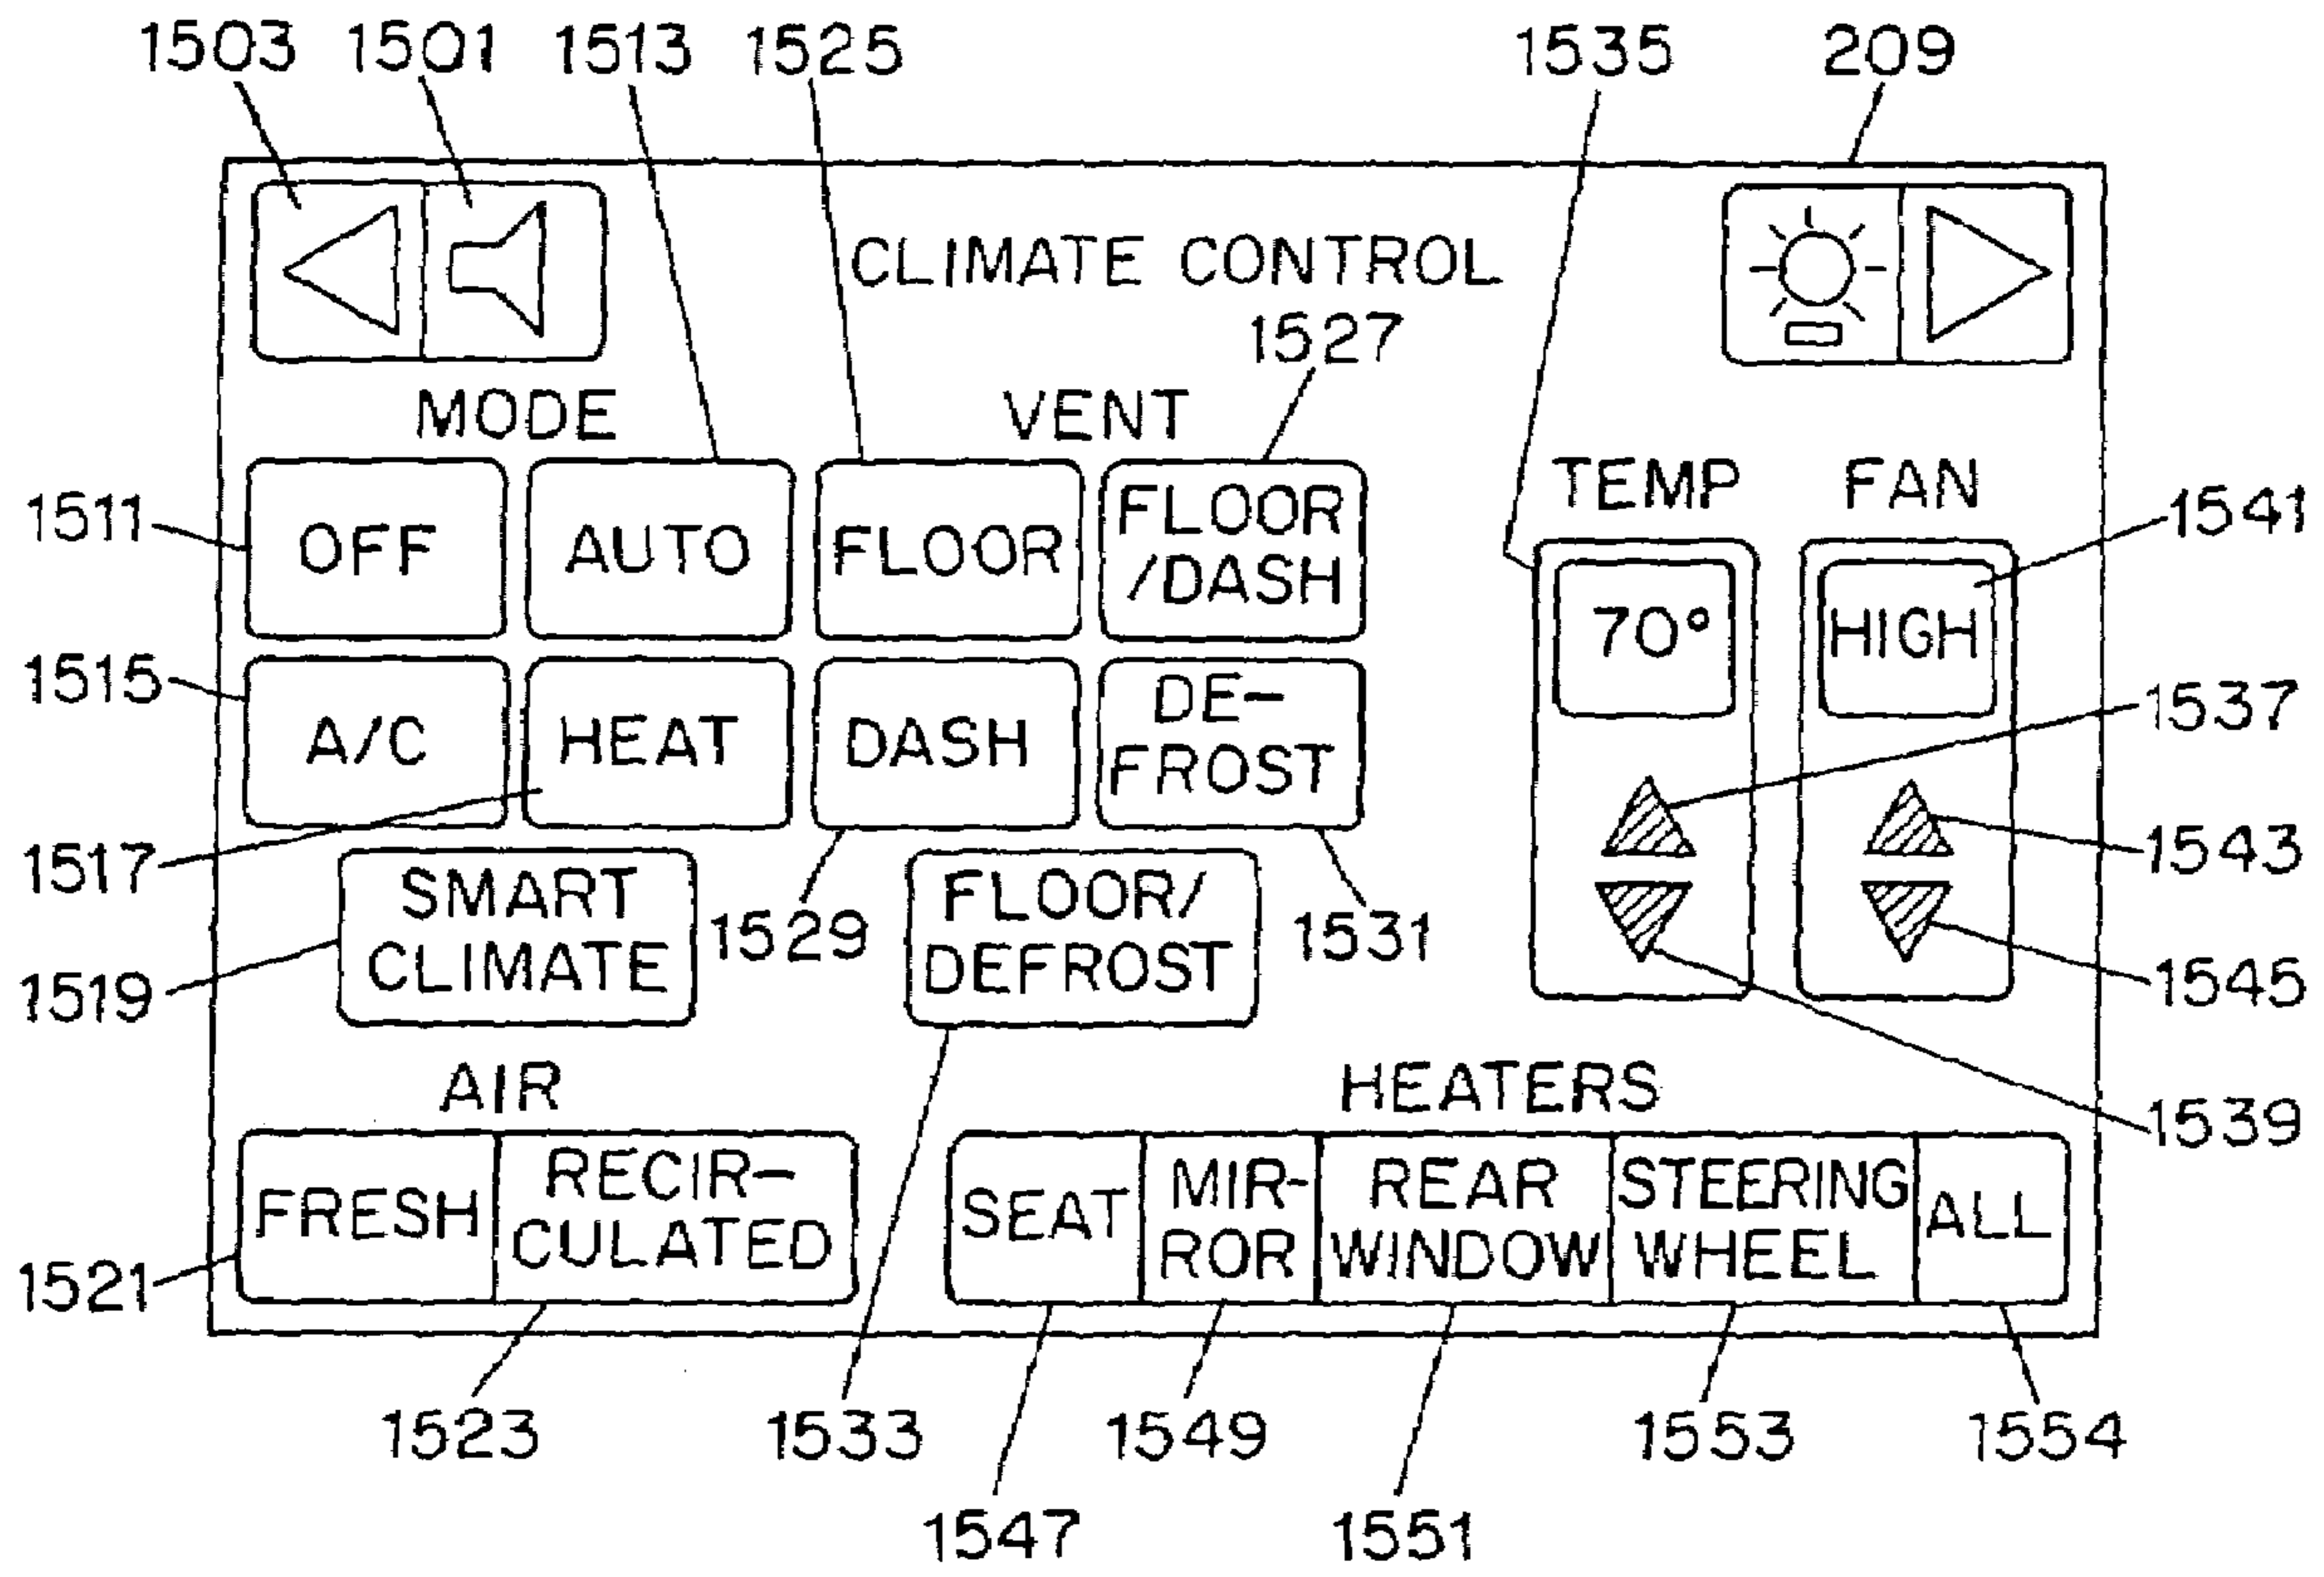 1503 1501 1513 1525 1535 209
CLIMATE CONTROL
1527
MODE VENT
TEMP FAN
1511 OFF AUTO FLOOR FLOOR
/DASH
1541
70° HIGH
1515 A/C HEAT DASH DE-
FROST
1537
1517
1543
SMART
CLIMATE
1529
FLOOR/
DEFROST
1531
1519
1545
AIR HEATERS
1539
FRESH RECIR-
CULATED
SEAT
MIR-
ROR
REAR
WINDOW
STEERING
WHEEL
ALL
1521
1523 1533 1549 1553 1554
1547 1551